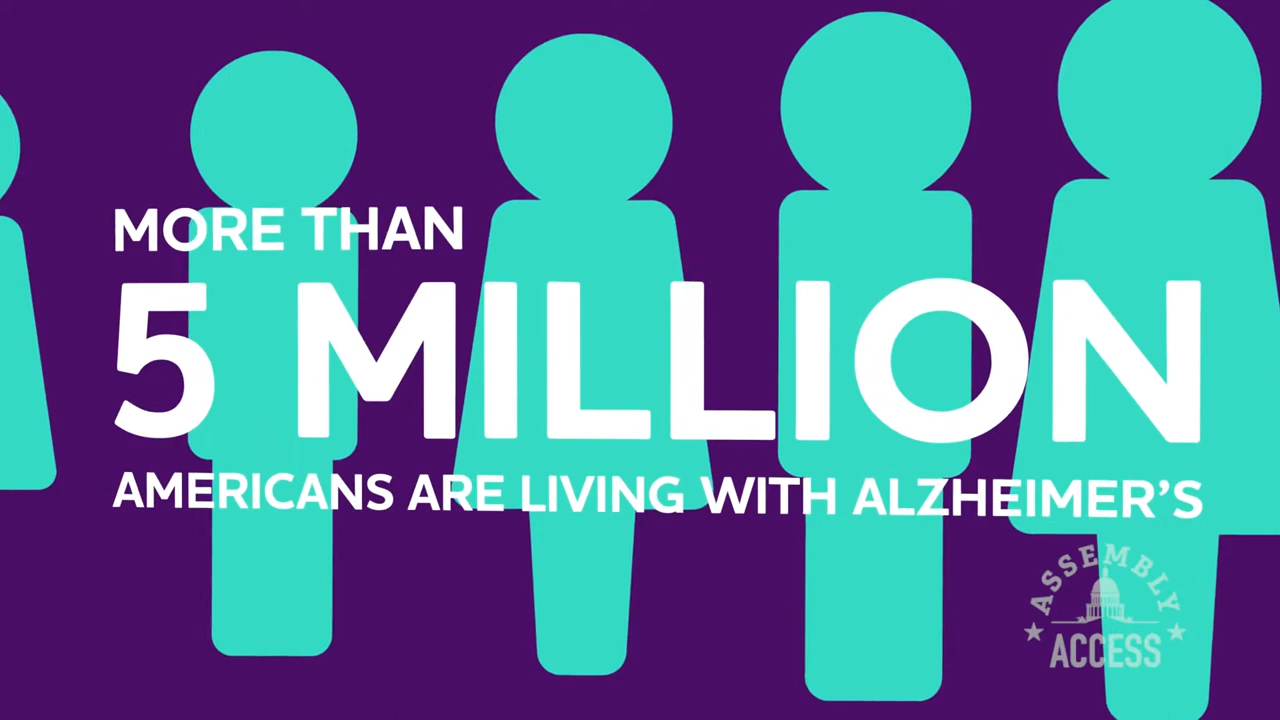 MORE THAN
5 MILLION
AMERICANS ARE LIVING WITH ALZHEIMER'S
ASSEMBLY
ACCESS